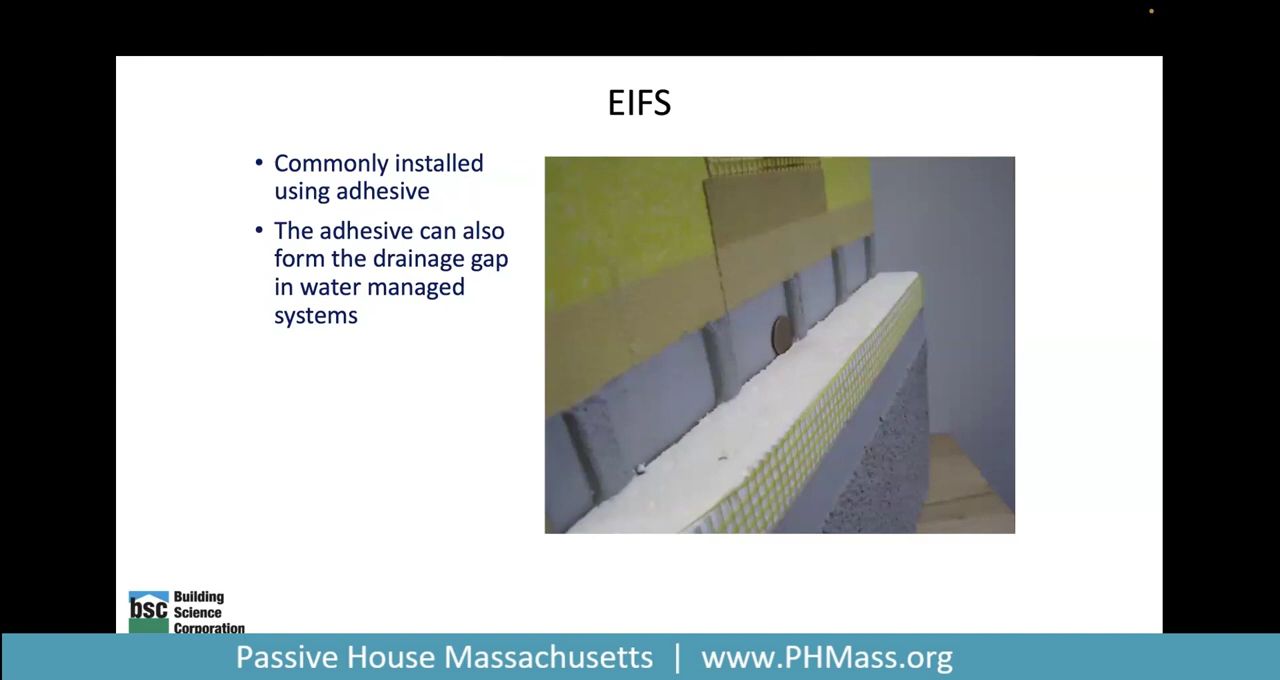 EIFS
• Commonly installed
using adhesive
• The adhesive can also
form the drainage gap
in water managed
systems
bsc
Building
Science
Corporation
Passive House Massachusetts | www.PHMass.org